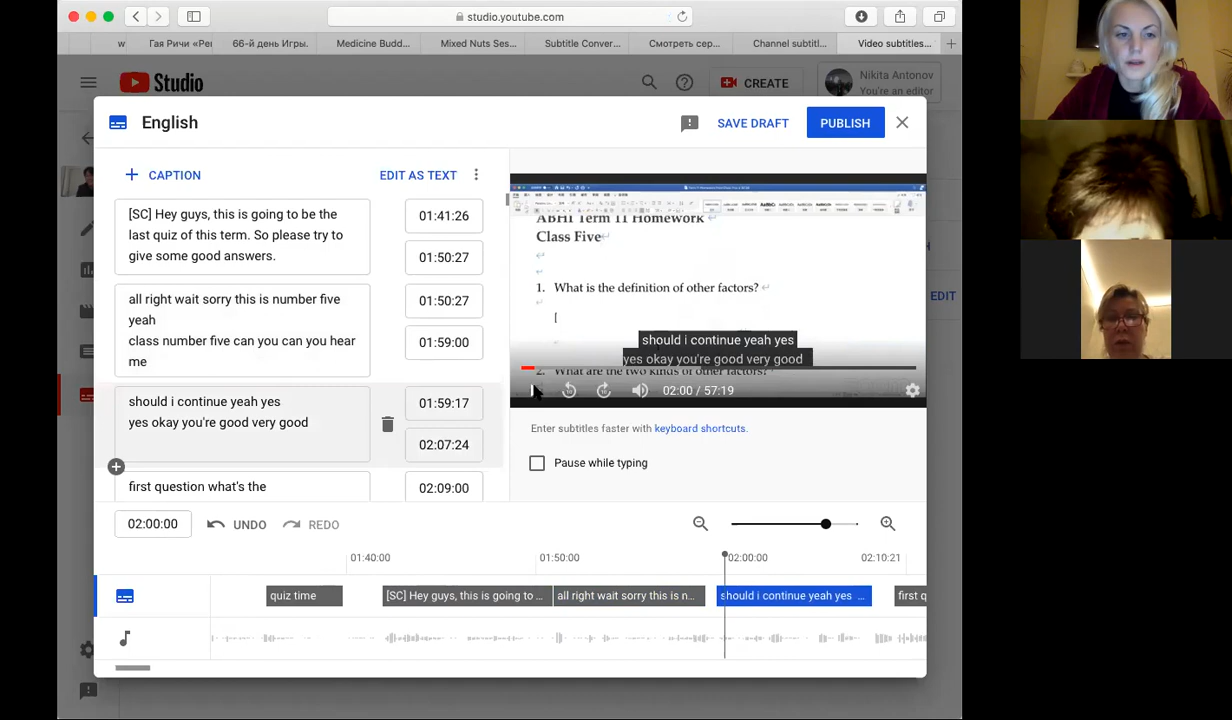 studio.youtube.com
w
Гая Ричи «Рев
66-й день Игры.
Medicine Budd...
Mixed Nuts Ses...
Subtitle Conver...
Смотреть сер...
Channel subtitl...
Video subtitles...
Studio
CREATE
Nikita Antonov
You're an editor
English
SAVE DRAFT
PUBLISH
CAPTION
EDIT AS TEXT
[SC] Hey guys, this is going to be the
last quiz of this term. So please try to
give some good answers.
01:41:26
01:50:27
all right wait sorry this is number five
yeah
class number five can you can you hear
me
01:50:27
01:59:00
should i continue yeah yes
yes okay you're good very good
01:59:17
02:07:24
first question what's the
02:09:00
ABHI Term 11 Homework
Class Five
1. What is the definition of other factors?
should i continue yeah yes
yes okay you're good very good
2. What are the two kinds of other factors?
02:00 / 57:19
EDIT
Enter subtitles faster with keyboard shortcuts.
Pause while typing
02:00:00
UNDO
REDO
01:40:00
01:50:00
02:00:00
02:10:21
quiz time
[SC] Hey guys, this is going to ...
all right wait sorry this is n...
should i continue yeah yes ...
first q